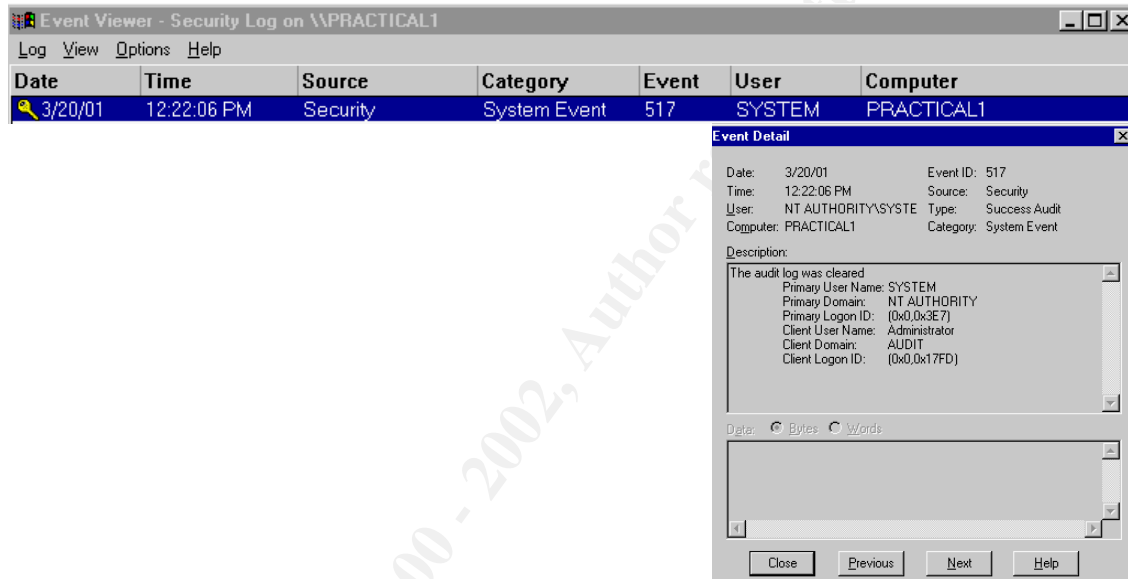 Event Viewer - Security Log on \\PRACTICAL1
Log View Options Help
Date Time Source Category Event User Computer
3/20/01 12:22:06 PM Security System Event 517 SYSTEM PRACTICAL1
Event Detail
Date: 3/20/01 Event ID: 517
Time: 12:22:06 PM Source: Security
User: NT AUTHORITY\SYSTE Type: Success Audit
Computer: PRACTICAL1 Category: System Event
Description:
The audit log was cleared
Primary User Name: SYSTEM
Primary Domain: NT AUTHORITY
Primary Logon ID: (0x0,0x3E7)
Client User Name: Administrator
Client Domain: AUDIT
Client Logon ID: (0x0,0x17FD)
Data: Bytes Words
Close Previous Next Help
00 - 2002, Author r